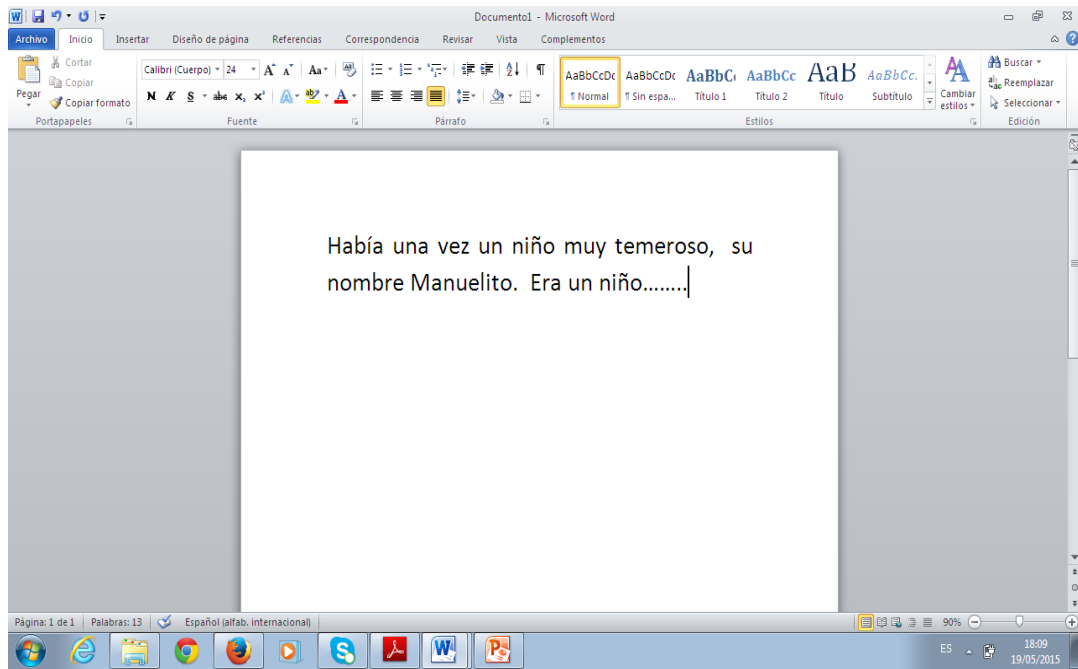 Documento1 - Microsoft Word
Archivo Inicio Insertar Diseño de página Referencias Correspondencia Revisar Vista Complementos
Pegar
Cortar
Copiar
Copiar formato
Portapapeles
Calibri (Cuerpo) 24 A A Aa
N K S abe x, x² A ab A
Fuente
Párrafo
AaBbCcDc AaBbCcDc AaBbC AaBbCc AaB AaBbCc.
¶ Normal ¶ Sin espa... Título 1 Título 2 Título Subtítulo
Cambiar
estilos
Estilos
Buscar
Reemplazar
Seleccionar
Edición
Había una vez un niño muy temeroso,  su
nombre Manuelito.  Era un niño........
Página: 1 de 1 Palabras: 13 Español (alfab. internacional) 90%
ES 18:09
19/05/2015